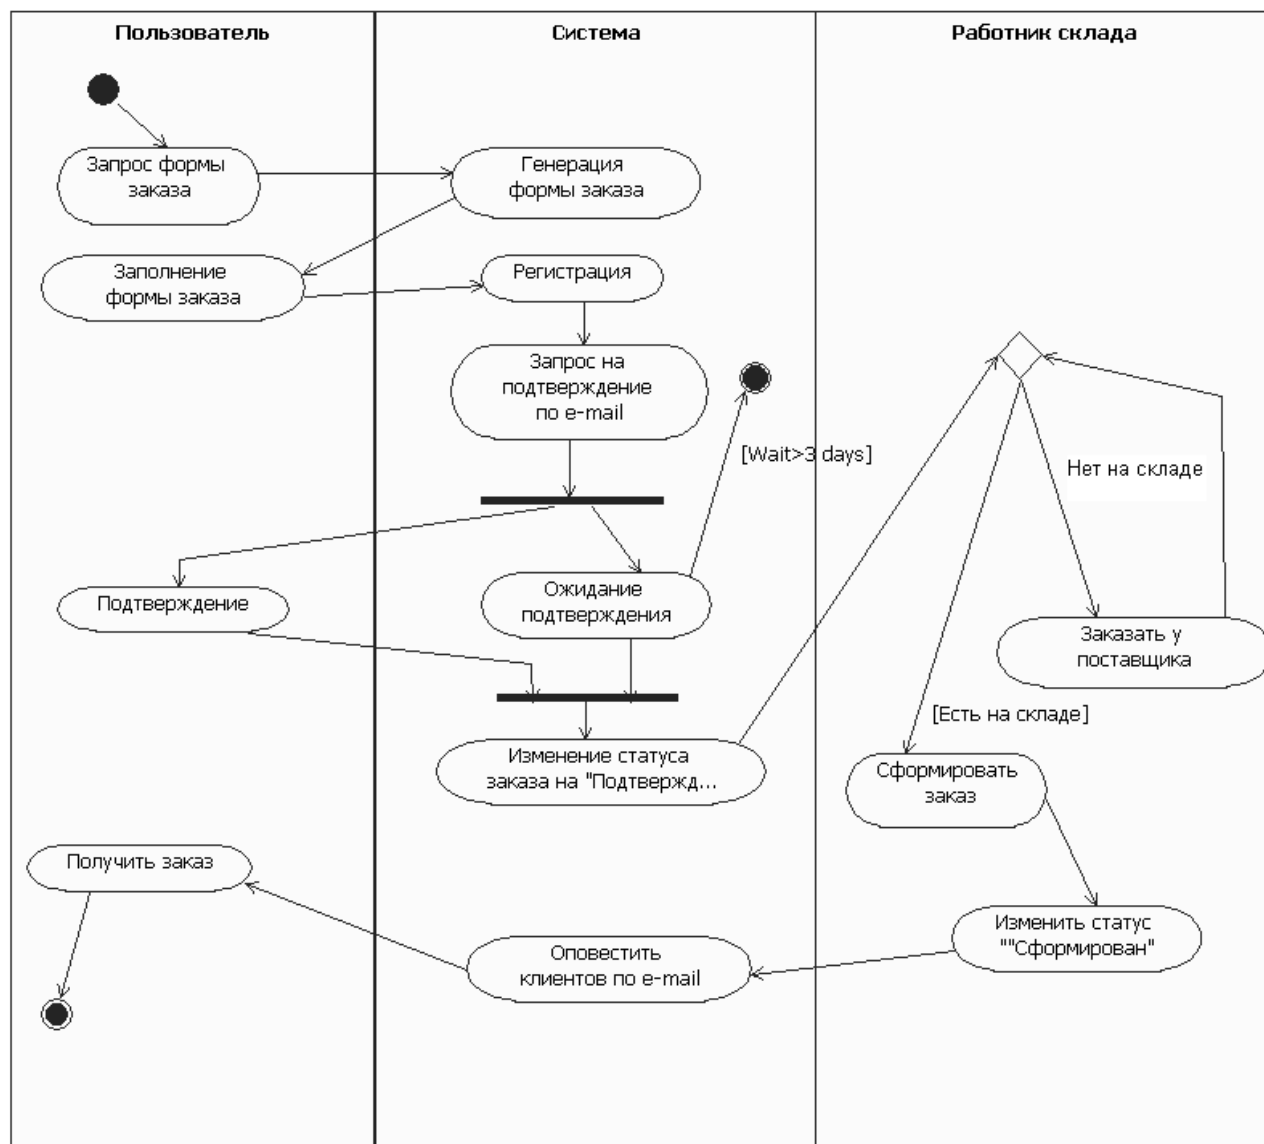 Пользователь
Система
Работник склада
Запрос формы
заказа
Генерация
формы заказа
Заполнение
формы заказа
Регистрация
Запрос на
подтверждение
по e-mail
[Wait>3 days]
Нет на складе
Подтверждение
Ожидание
подтверждения
Заказать у
поставщика
[Есть на складе]
Изменение статуса
заказа на "Подтвержд...
Сформировать
заказ
Получить заказ
Изменить статус
""Сформирован"
Оповестить
клиентов по e-mail